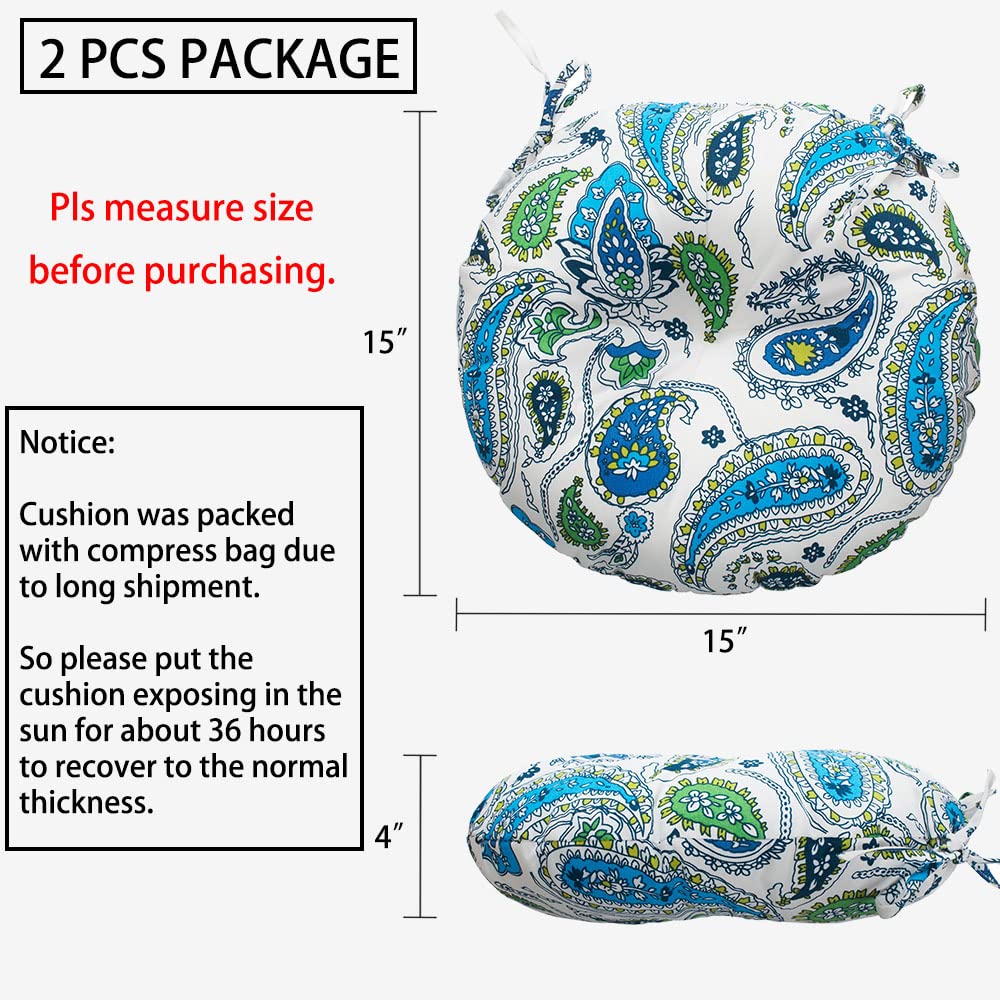 2 PCS PACKAGE
Pls measure size
before purchasing.
15″
Notice:
Cushion was packed
with compress bag due
to long shipment.
So please put the
cushion exposing in the
sun for about 36 hours
to recover to the normal
thickness.
15″
4″